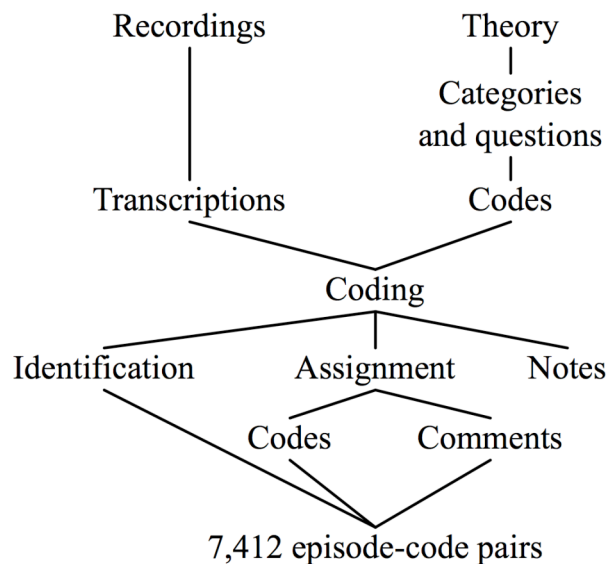 Recordings
Theory
Categories
and questions
Transcriptions
Codes
Coding
Identification
Assignment
Notes
Codes
Comments
7,412 episode-code pairs